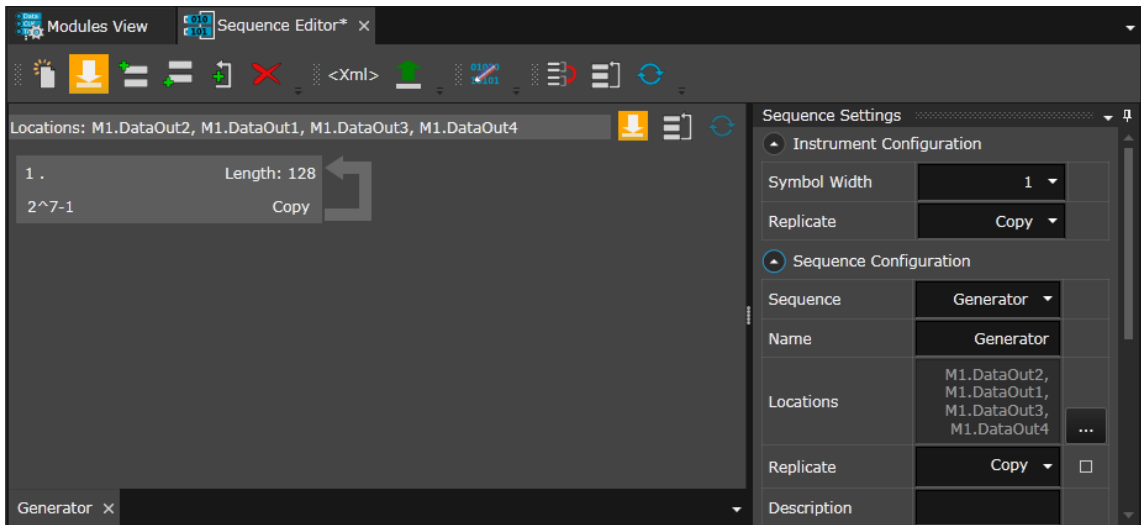 Modules View
Sequence Editor* ×
<Xml>
Locations: M1.DataOut2, M1.DataOut1, M1.DataOut3, M1.DataOut4
1 . Length: 128
2^7-1 Copy
Generator ×
Sequence Settings
Instrument Configuration
Symbol Width 1
Replicate Copy
Sequence Configuration
Sequence Generator
Name Generator
Locations
M1.DataOut2,
M1.DataOut1,
M1.DataOut3,
M1.DataOut4
...
Replicate Copy
Description